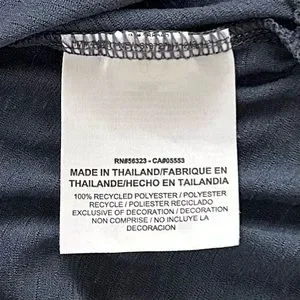 RN#56323 - CA#05553
MADE IN THAILAND/FABRIQUE EN
THAILANDE/HECHO EN TAILANDIA
100% RECYCLED POLYESTER / POLYESTER
RECYCLE / POLIESTER RECICLADO
EXCLUSIVE OF DECORATION / DECORATION
NON COMPRISE / NO INCLUYE LA
DECORACION